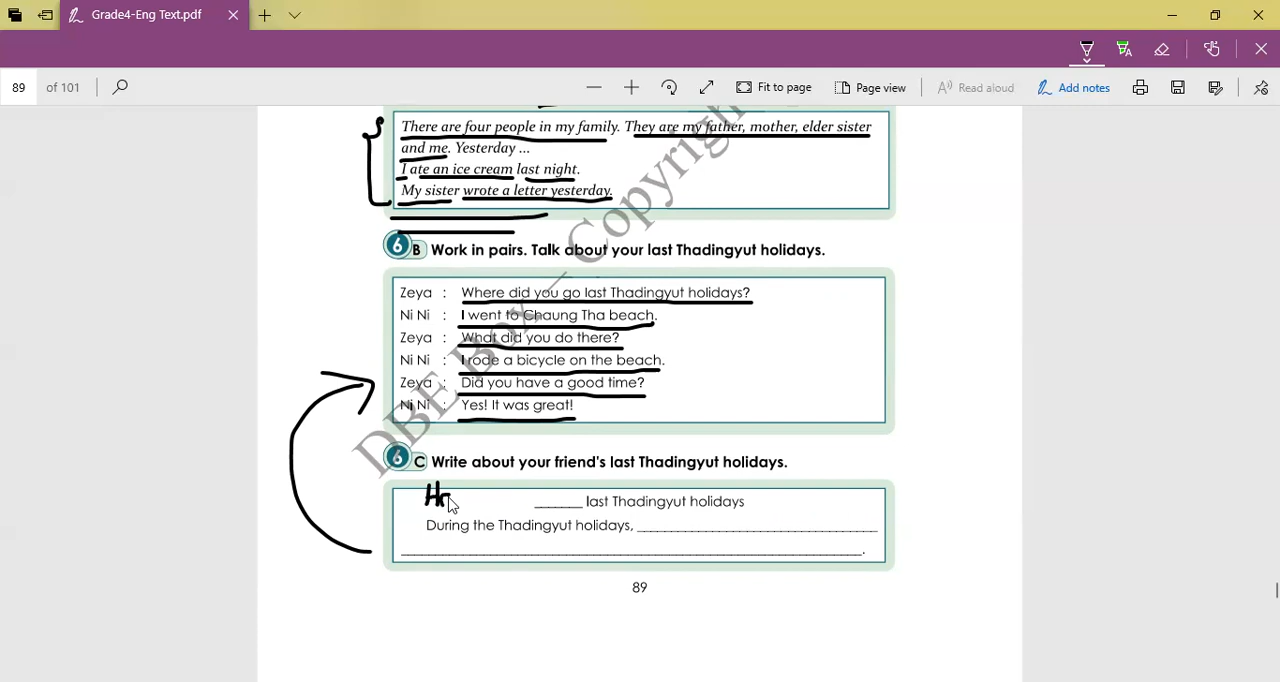 Grade4-Eng Text.pdf
89 of 101
Fit to page
Page view
Read aloud
Add notes
There are four people in my family. They are my father, mother, elder sister
and me. Yesterday ...
I ate an ice cream last night.
My sister wrote a letter yesterday.
6 B Work in pairs. Talk about your last Thadingyut holidays.
Zeya : Where did you go last Thadingyut holidays?
Ni Ni : I went to Chaung Tha beach.
Zeya : What did you do there?
Ni Ni : I rode a bicycle on the beach.
Zeya : Did you have a good time?
Ni Ni : Yes! It was great!
6 C Write about your friend's last Thadingyut holidays.
_______ last Thadingyut holidays
During the Thadingyut holidays, ______________________________
_________________________________________________________.
89
DBE Box – Copyright